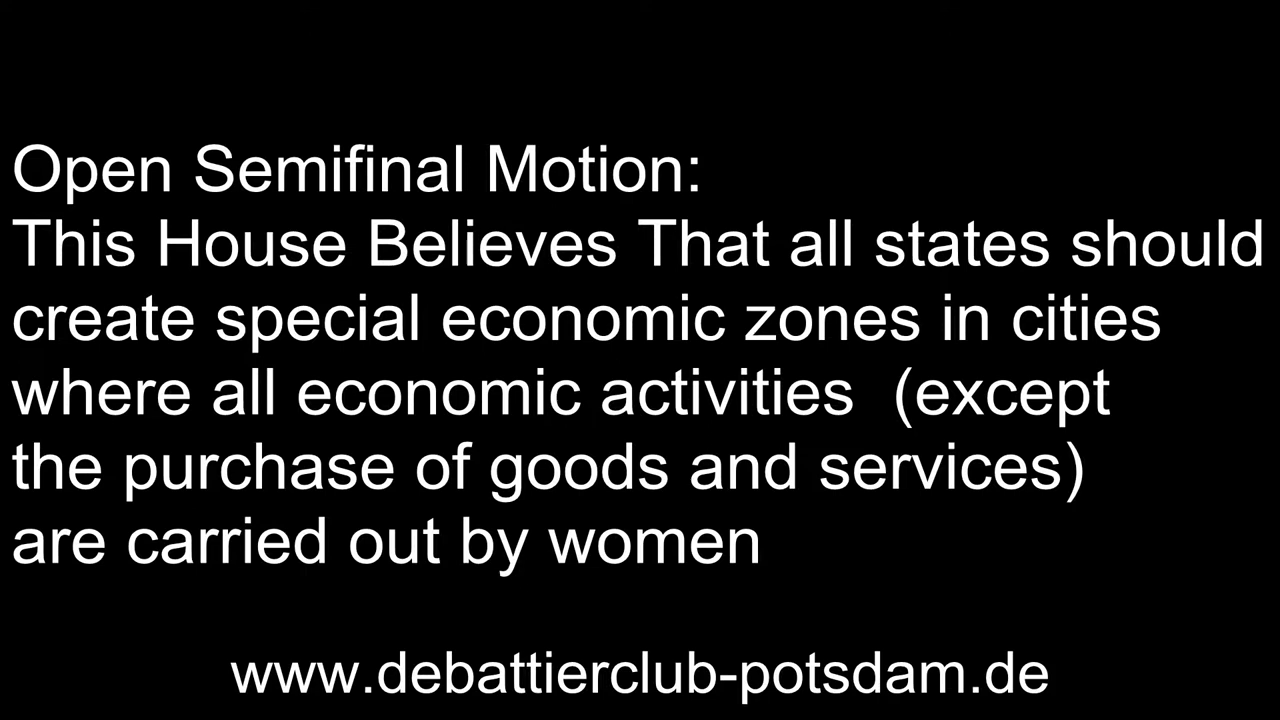 Open Semifinal Motion:
This House Believes That all states should
create special economic zones in cities
where all economic activities  (except
the purchase of goods and services)
are carried out by women
www.debattierclub-potsdam.de